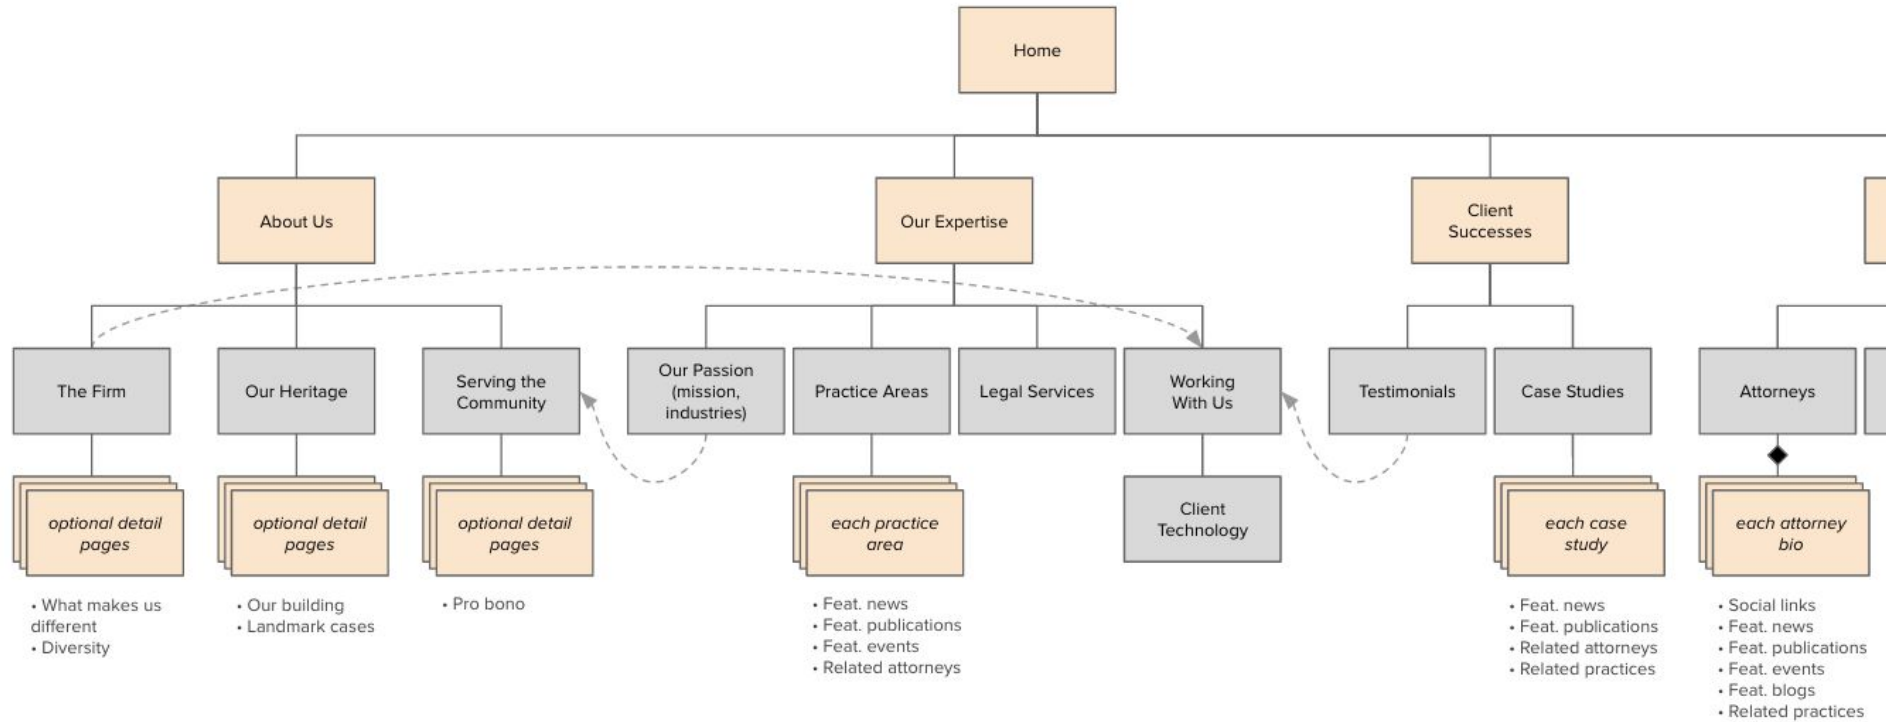 Home
About Us
Our Expertise
Client
Successes
The Firm
Our Heritage
Serving the
Community
Our Passion
(mission,
industries)
Practice Areas
Legal Services
Working
With Us
Testimonials
Case Studies
Attorneys
optional detail
pages
optional detail
pages
optional detail
pages
each practice
area
Client
Technology
each case
study
each attorney
bio
• What makes us
different
• Diversity
• Our building
• Landmark cases
• Pro bono
• Feat. news
• Feat. publications
• Feat. events
• Related attorneys
• Feat. news
• Feat. publications
• Related attorneys
• Related practices
• Social links
• Feat. news
• Feat. publications
• Feat. events
• Feat. blogs
• Related practices